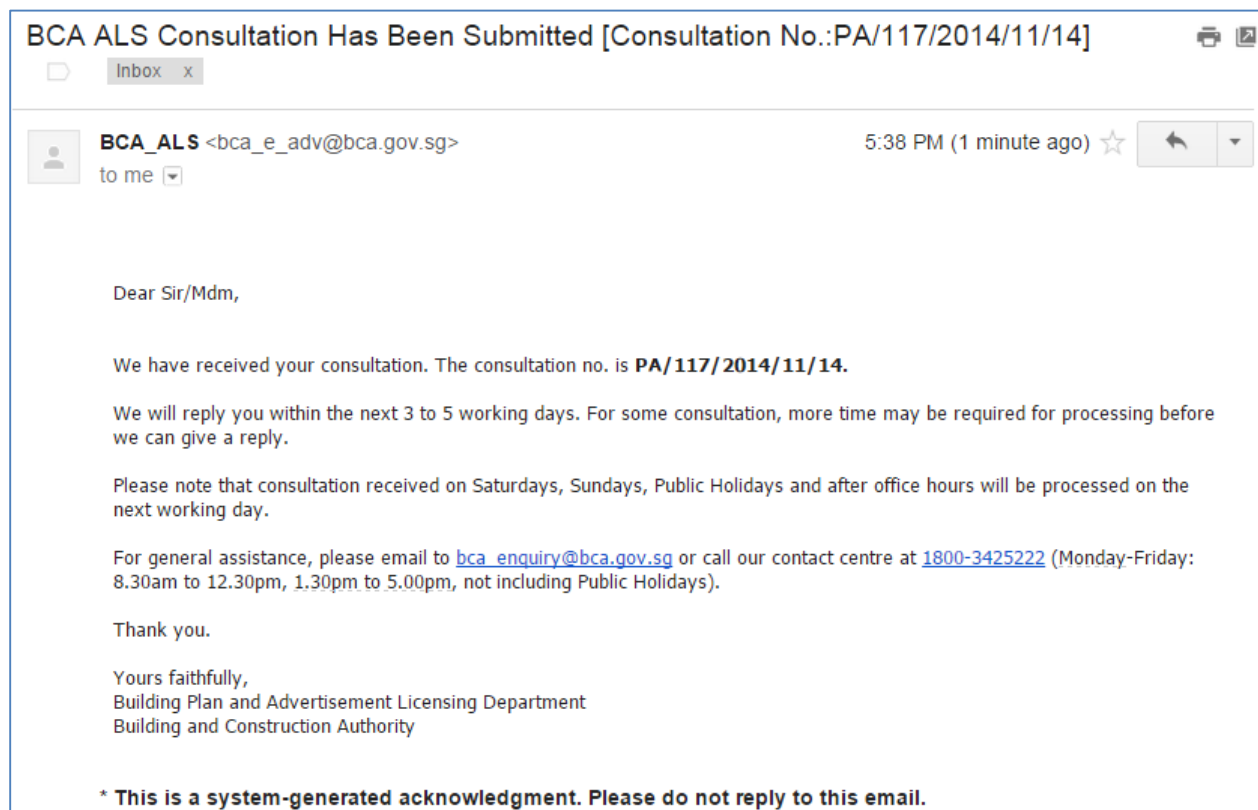 BCA ALS Consultation Has Been Submitted [Consultation No.:PA/117/2014/11/14]
Inbox x
BCA_ALS <bca_e_adv@bca.gov.sg>
5:38 PM (1 minute ago)
to me
Dear Sir/Mdm,
We have received your consultation. The consultation no. is PA/117/2014/11/14.
We will reply you within the next 3 to 5 working days. For some consultation, more time may be required for processing before
we can give a reply.
Please note that consultation received on Saturdays, Sundays, Public Holidays and after office hours will be processed on the
next working day.
For general assistance, please email to bca_enquiry@bca.gov.sg or call our contact centre at 1800-3425222 (Monday-Friday:
8.30am to 12.30pm, 1.30pm to 5.00pm, not including Public Holidays).
Thank you.
Yours faithfully,
Building Plan and Advertisement Licensing Department
Building and Construction Authority
* This is a system-generated acknowledgment. Please do not reply to this email.